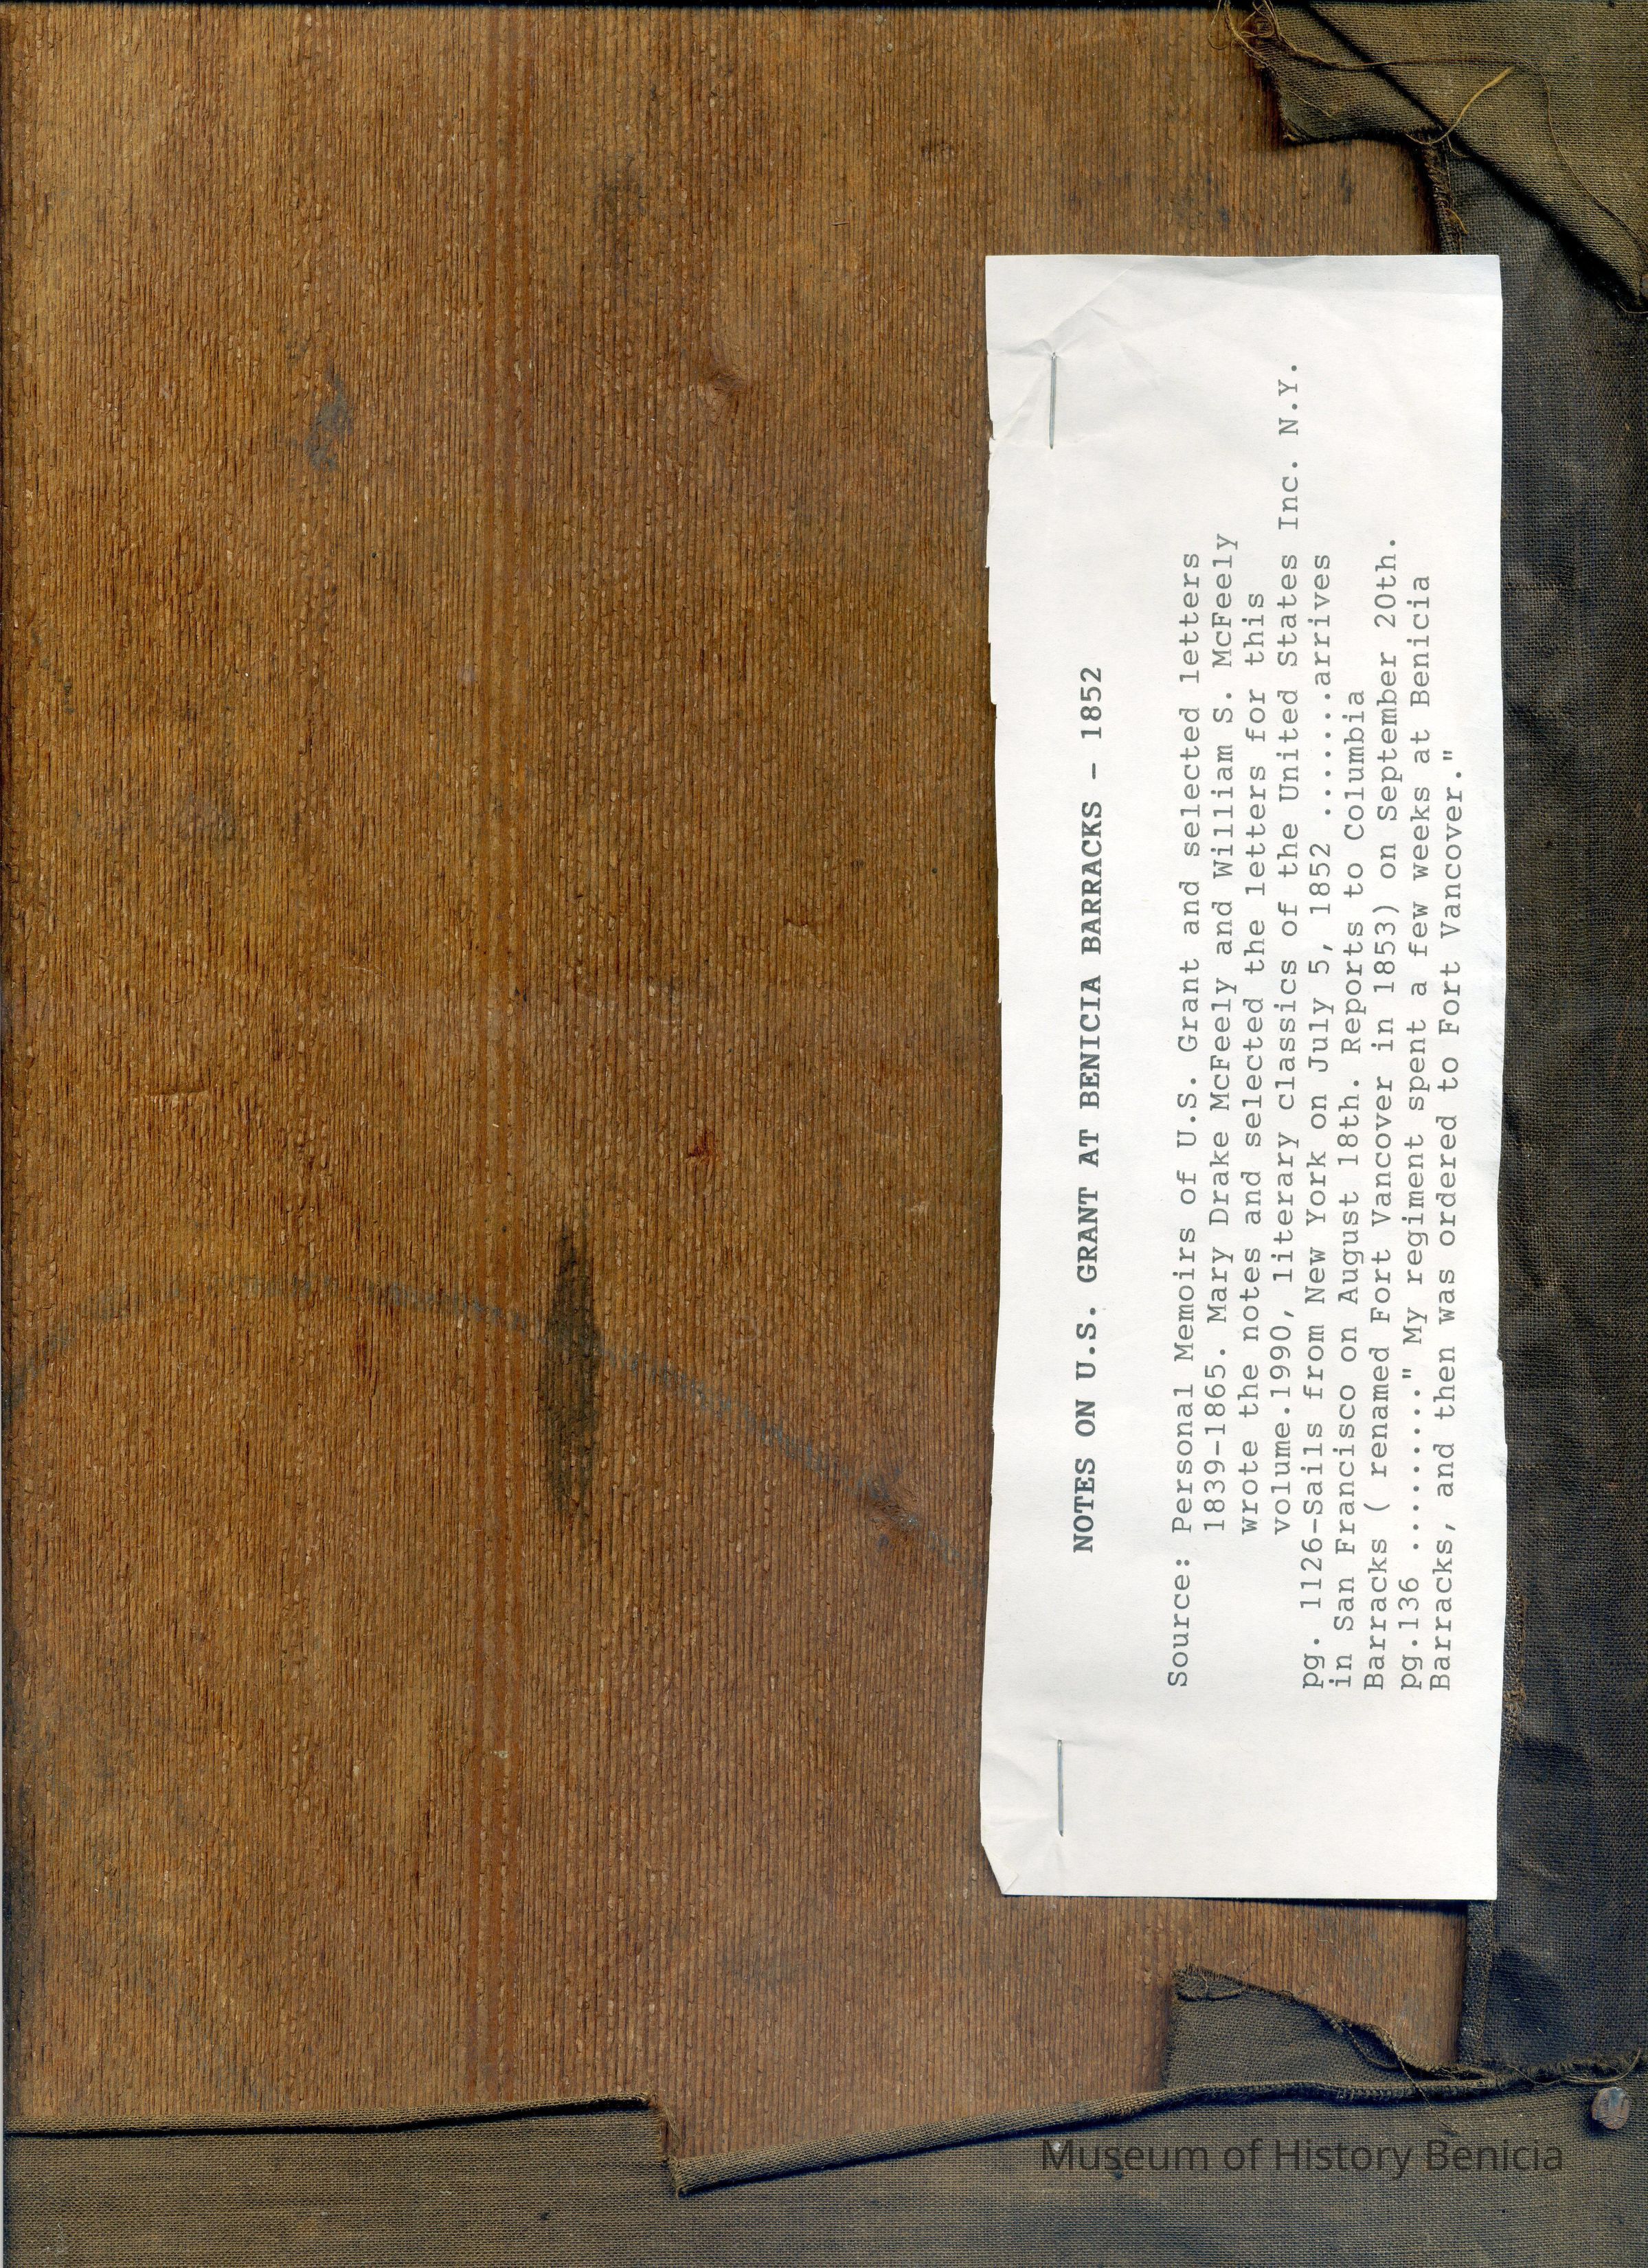 NOTES ON U.S. GRANT AT BENICIA BARRACKS - 1852
Source: Personal Memoirs of U.S. Grant and selected letters
1839-1865. Mary Drake McFeely and William S. McFeely
wrote the notes and selected the letters for this
volume.1990, literary classics of the United States Inc. N.Y.
pg. 1126-Sails from New York on July 5, 1852 ........arrives
in San Francisco on August 18th. Reports to Columbia
Barracks ( renamed Fort Vancover in 1853) on September 20th.
pg.136 ........." My regiment spent a few weeks at Benicia
Barracks, and then was ordered to Fort Vancover."
Museum of History Benicia